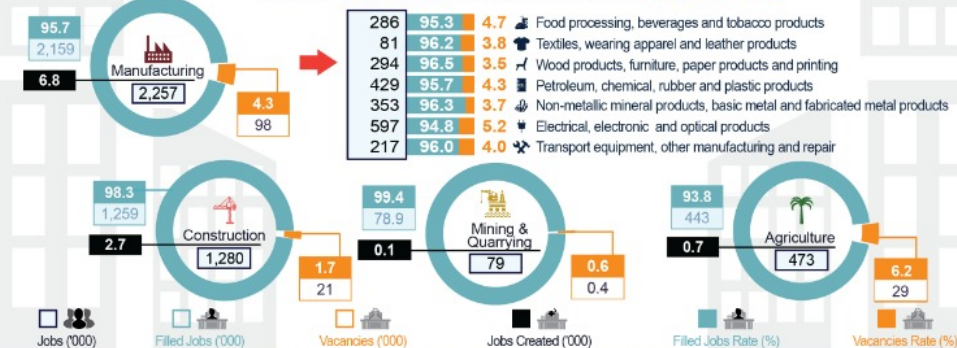 95.7
2,159
6.8
Manufacturing
2,257
4.3
98
286 95.3 4.7 Food processing, beverages and tobacco products
81 96.2 3.8 Textiles, wearing apparel and leather products
294 96.5 3.5 Wood products, furniture, paper products and printing
429 95.7 4.3 Petroleum, chemical, rubber and plastic products
353 96.3 3.7 Non-metallic mineral products, basic metal and fabricated metal products
597 94.8 5.2 Electrical, electronic and optical products
217 96.0 4.0 Transport equipment, other manufacturing and repair
98.3
1,259
2.7
Construction
1,280
1.7
21
99.4
78.9
0.1
Mining &
Quarrying
79
0.6
0.4
93.8
443
0.7
Agriculture
473
6.2
29
Jobs ('000) Filled Jobs ('000) Vacancies ('000) Jobs Created ('000) Filled Jobs Rate (%) Vacancies Rate (%)